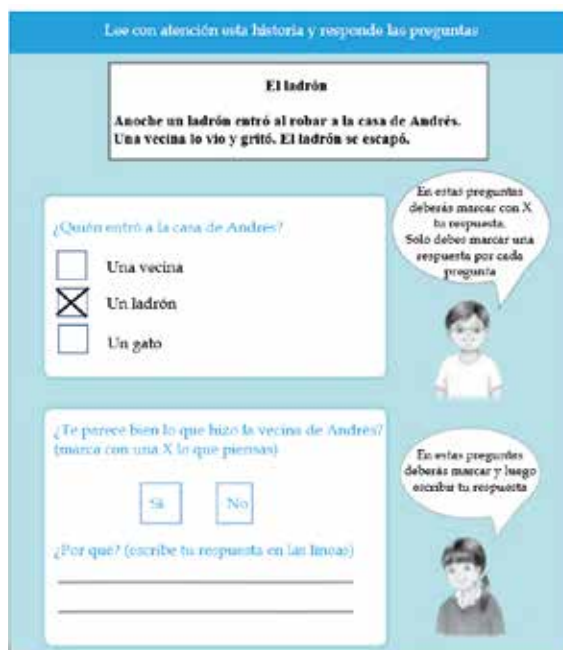 Lee con atención esta historia y responde las preguntas
El ladrón
Anoche un ladrón entró al robar a la casa de Andrés.
Una vecina lo vio y gritó. El ladrón se escapó.
En estas preguntas
deberás marcar con X
tu respuesta.
Solo debes marcar una
respuesta por cada
pregunta
¿Quién entró a la casa de Andrés?
Una vecina
Un ladrón
Un gato
¿Te parece bien lo que hizo la vecina de Andrés?
(marca con una X lo que piensas)
Si No
¿Por qué? (escribe tu respuesta en las líneas)
En estas preguntas
deberás marcar y luego
escribir tu respuesta